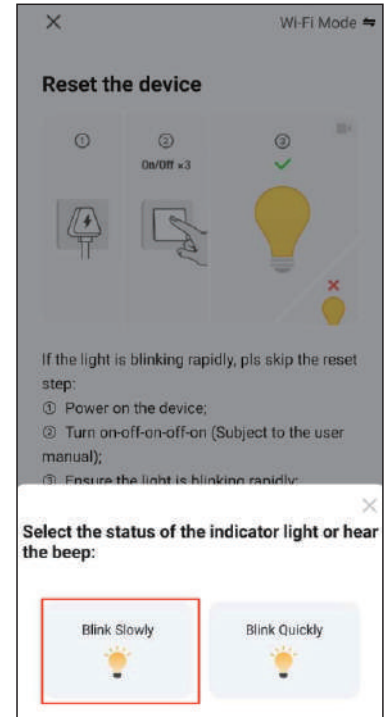 Wi-Fi Mode
Reset the device
① ② ③
On/Off ×3
If the light is blinking rapidly, pls skip the reset
step:
① Power on the device;
② Turn on-off-on-off-on (Subject to the user
manual);
③ Ensure the light is blinking rapidly;
Select the status of the indicator light or hear
the beep:
Blink Slowly
Blink Quickly